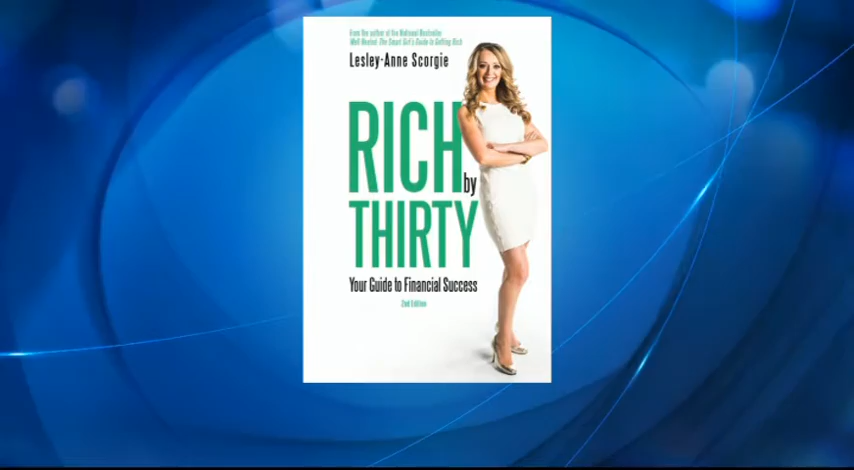 From the author of the National Bestseller
Well-Heeled: The Smart Girl's Guide to Getting Rich
Lesley-Anne Scorgie
RICH
by
THIRTY
Your Guide to Financial Success
2nd Edition